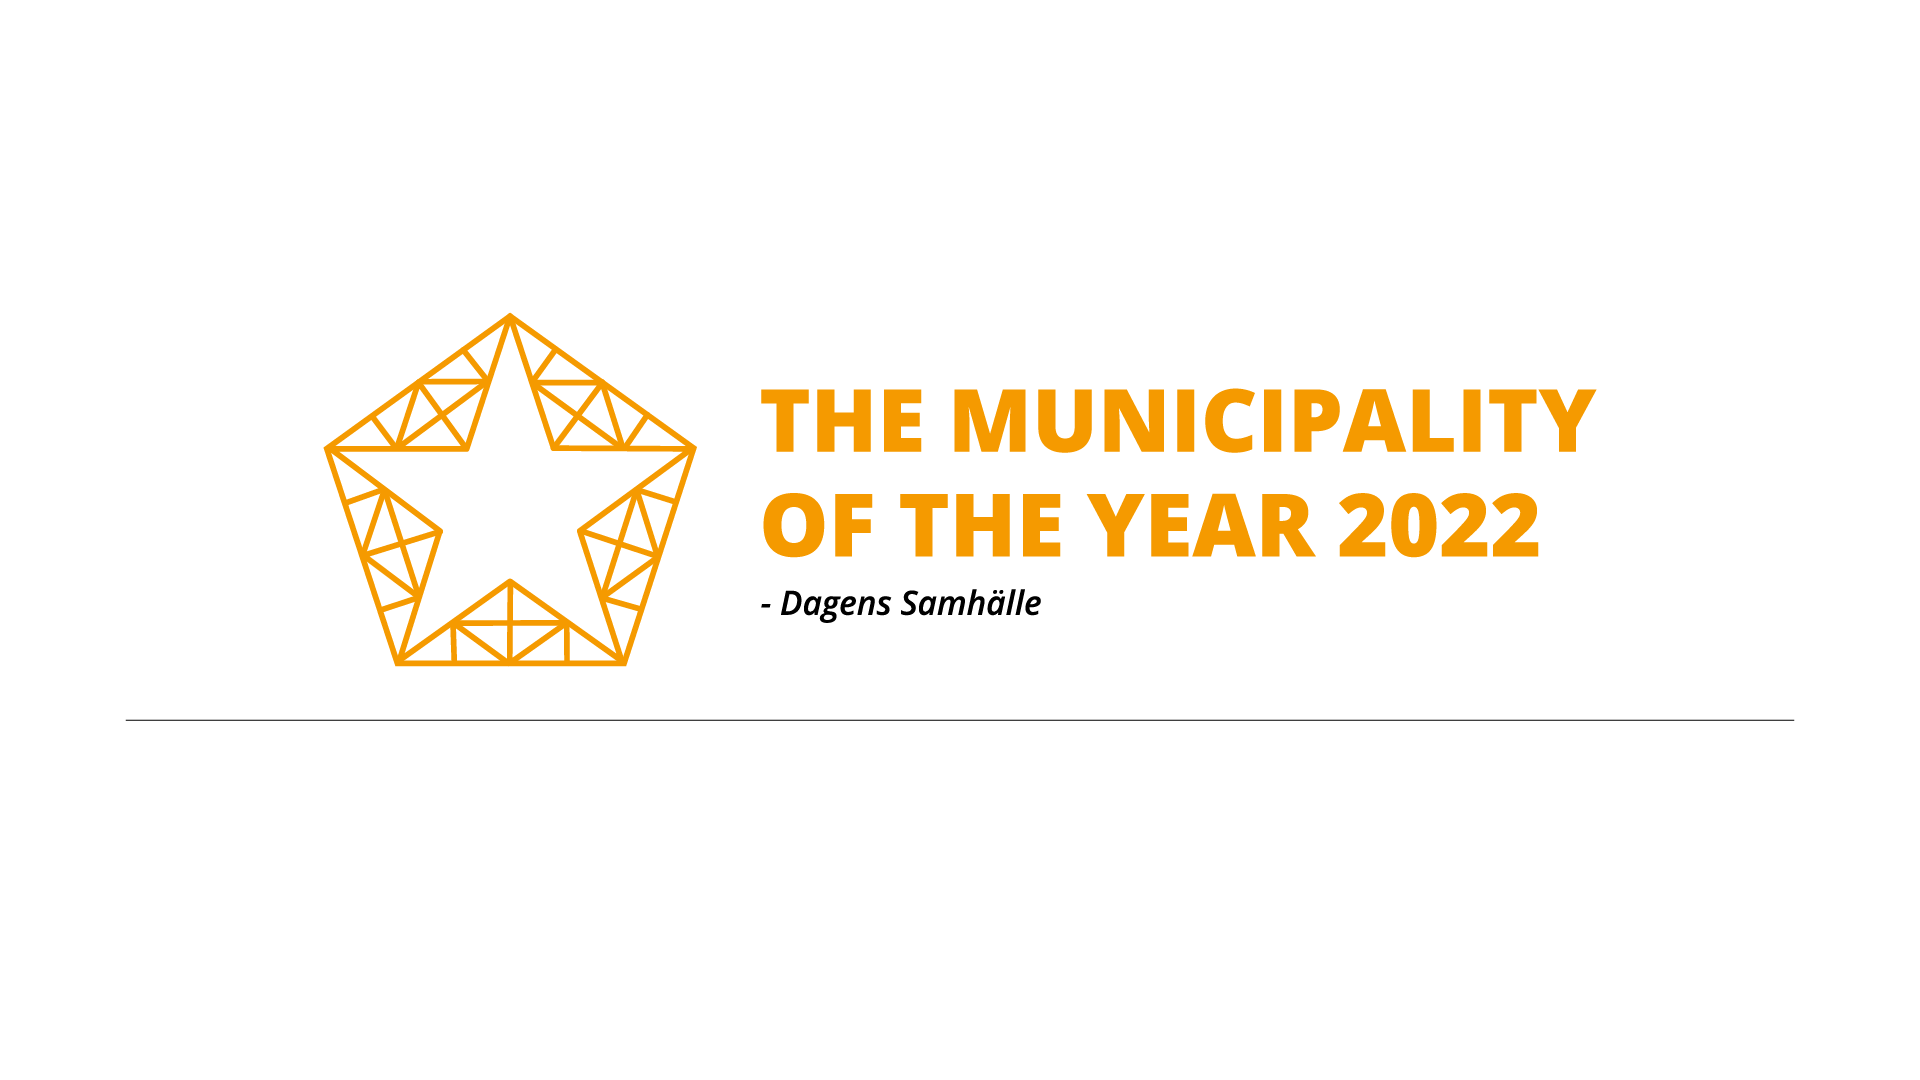 THE MUNICIPALITY
OF THE YEAR 2022
- Dagens Samhälle